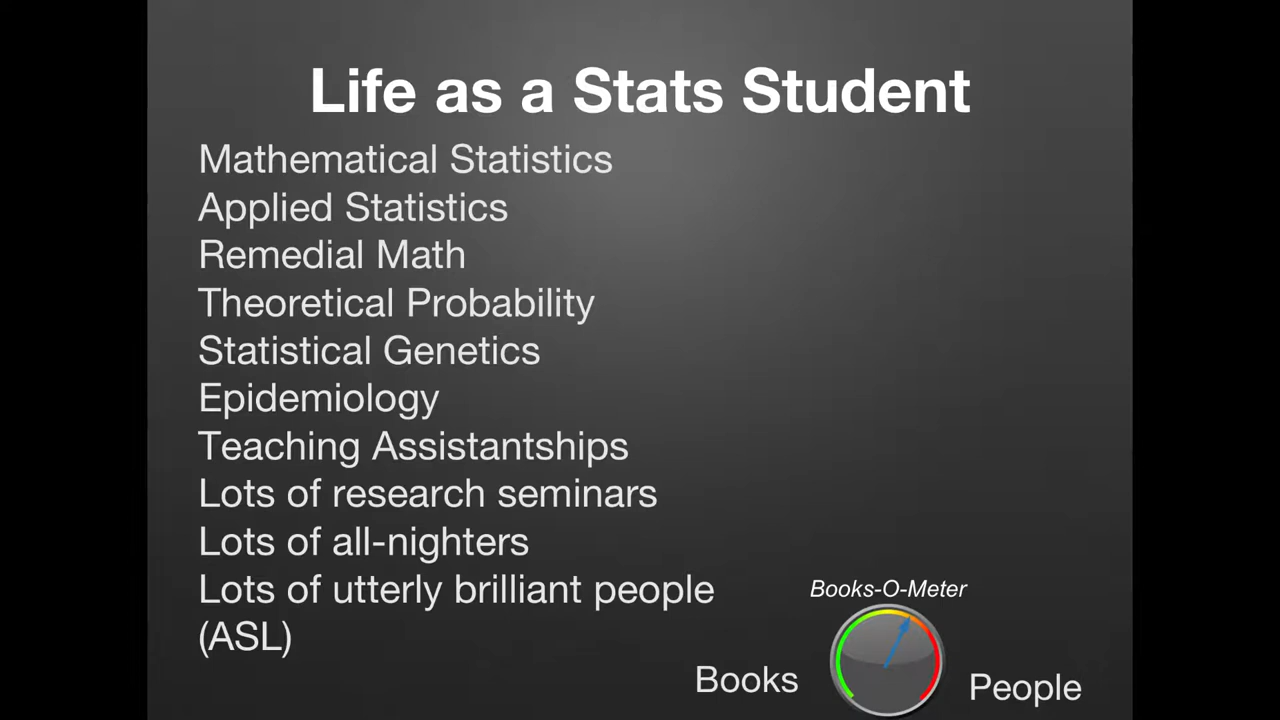 Life as a Stats Student
Mathematical Statistics
Applied Statistics
Remedial Math
Theoretical Probability
Statistical Genetics
Epidemiology
Teaching Assistantships
Lots of research seminars
Lots of all-nighters
Lots of utterly brilliant people
(ASL)
Books-O-Meter
Books
People